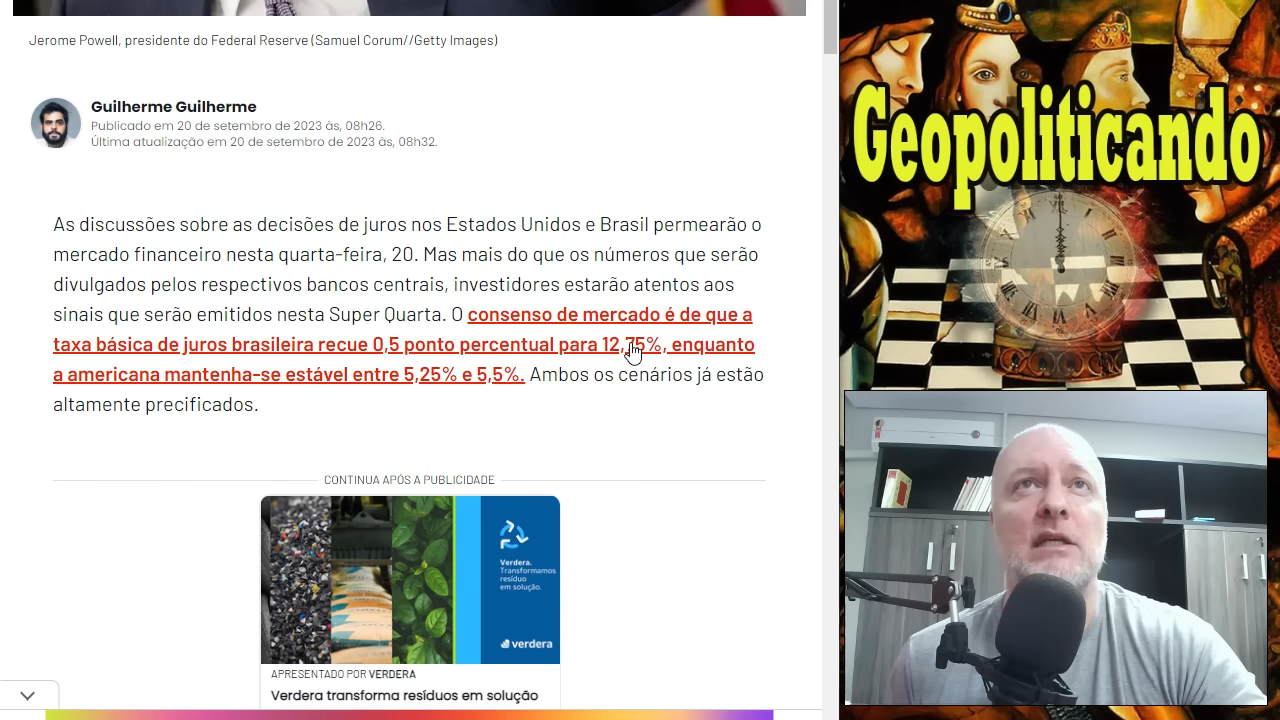 Jerome Powell, presidente do Federal Reserve (Samuel Corum//Getty Images)
Guilherme Guilherme
Publicado em 20 de setembro de 2023 às, 08h26.
Última atualização em 20 de setembro de 2023 às, 08h32.
As discussões sobre as decisões de juros nos Estados Unidos e Brasil permearão o
mercado financeiro nesta quarta-feira, 20. Mas mais do que os números que serão
divulgados pelos respectivos bancos centrais, investidores estarão atentos aos
sinais que serão emitidos nesta Super Quarta. O consenso de mercado é de que a
taxa básica de juros brasileira recue 0,5 ponto percentual para 12,75%, enquanto
a americana mantenha-se estável entre 5,25% e 5,5%. Ambos os cenários já estão
altamente precificados.
CONTINUA APÓS A PUBLICIDADE
Verdera.
Transformamos
resíduo
em solução.
verdera
APRESENTADO POR VERDERA
Verdera transforma resíduos em solução
Geopoliticando